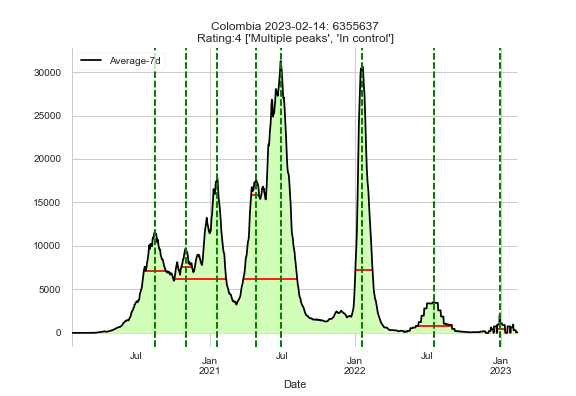 Colombia 2023-02-14: 6355637
Rating:4 ['Multiple peaks', 'In control']
Average-7d
30000
25000
20000
15000
10000
5000
0
Jul
Jan
2021
Jul
Jan
2022
Jul
Jan
2023
Date